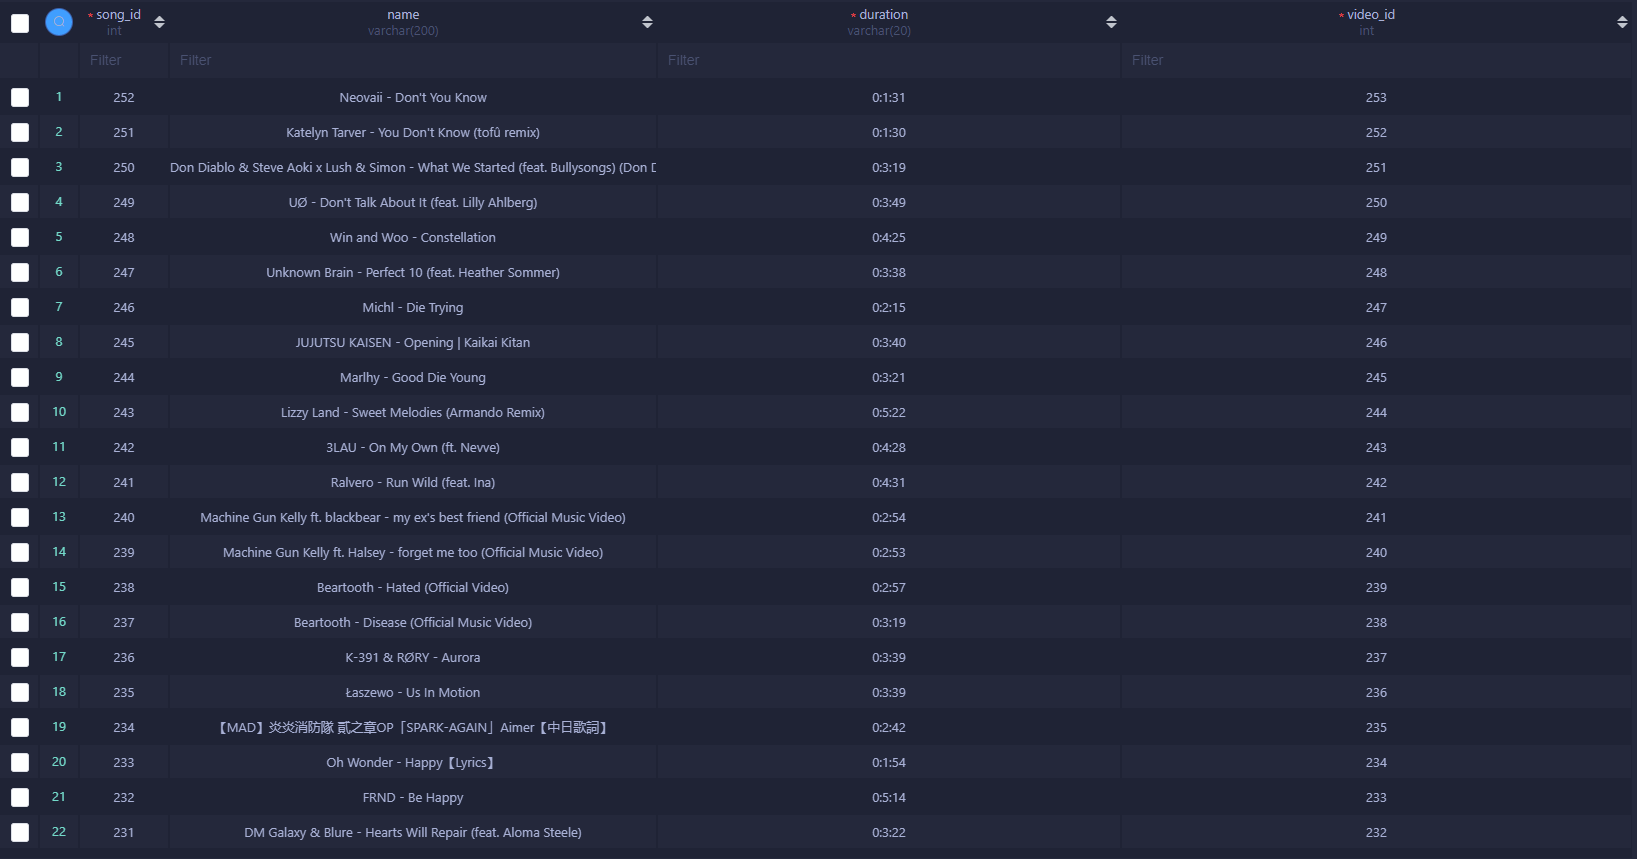 * song_id name * duration * video_id
int varchar(200) varchar(20) int
Filter Filter Filter Filter
1 252 Neovaii - Don't You Know 0:1:31 253
2 251 Katelyn Tarver - You Don't Know (tofû remix) 0:1:30 252
3 250 Don Diablo & Steve Aoki x Lush & Simon - What We Started (feat. Bullysongs) (Don D 0:3:19 251
4 249 UØ - Don't Talk About It (feat. Lilly Ahlberg) 0:3:49 250
5 248 Win and Woo - Constellation 0:4:25 249
6 247 Unknown Brain - Perfect 10 (feat. Heather Sommer) 0:3:38 248
7 246 Michl - Die Trying 0:2:15 247
8 245 JUJUTSU KAISEN - Opening | Kaikai Kitan 0:3:40 246
9 244 Marlhy - Good Die Young 0:3:21 245
10 243 Lizzy Land - Sweet Melodies (Armando Remix) 0:5:22 244
11 242 3LAU - On My Own (ft. Nevve) 0:4:28 243
12 241 Ralvero - Run Wild (feat. Ina) 0:4:31 242
13 240 Machine Gun Kelly ft. blackbear - my ex's best friend (Official Music Video) 0:2:54 241
14 239 Machine Gun Kelly ft. Halsey - forget me too (Official Music Video) 0:2:53 240
15 238 Beartooth - Hated (Official Video) 0:2:57 239
16 237 Beartooth - Disease (Official Music Video) 0:3:19 238
17 236 K-391 & RØRY - Aurora 0:3:39 237
18 235 Łaszewo - Us In Motion 0:3:39 236
19 234 【MAD】炎炎消防隊 貳之章OP「SPARK-AGAIN」Aimer【中日歌詞】 0:2:42 235
20 233 Oh Wonder - Happy【Lyrics】 0:1:54 234
21 232 FRND - Be Happy 0:5:14 233
22 231 DM Galaxy & Blure - Hearts Will Repair (feat. Aloma Steele) 0:3:22 232